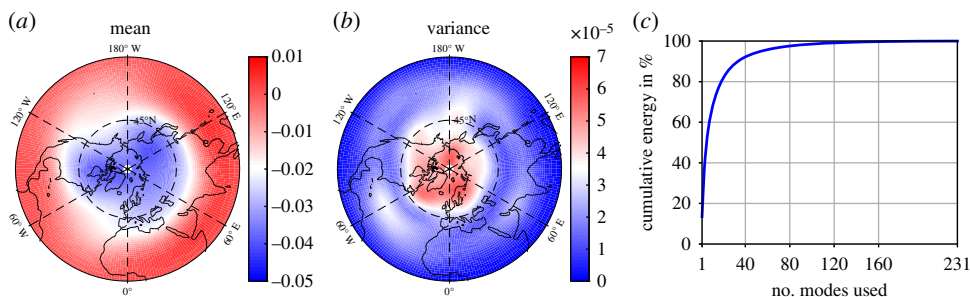 (a)
mean
180° W
120° W
120° E
45°N
60° W
60° E
0°
0.01
0
−0.01
−0.02
−0.03
−0.04
−0.05
(b)
variance
×10⁻⁵
180° W
120° W
120° E
45°N
60° W
60° E
0°
7
6
5
4
3
2
1
0
(c)
cumulative energy in %
100
80
60
40
20
0
1 40 80 120 160 231
no. modes used